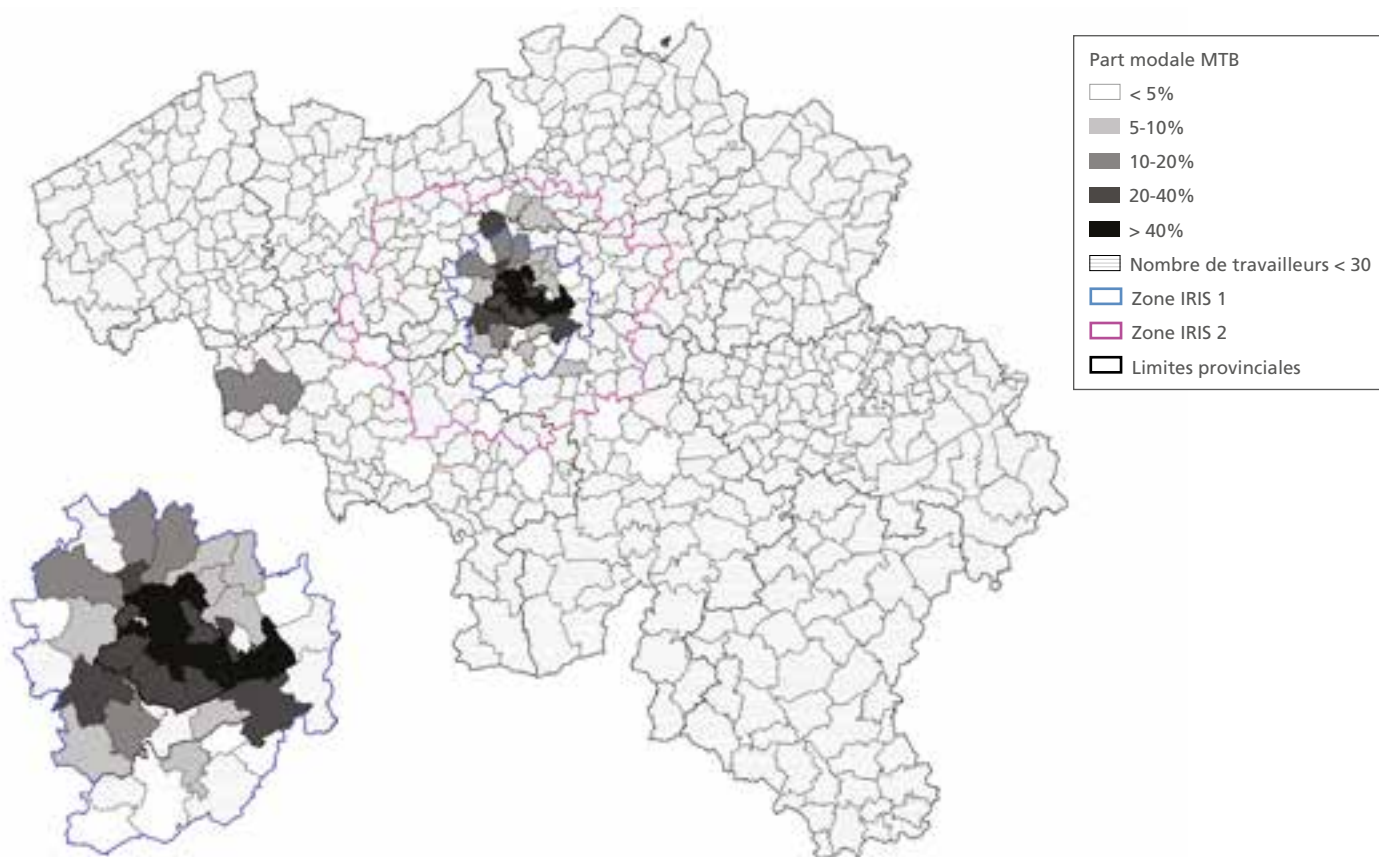 Part modale MTB
< 5%
5-10%
10-20%
20-40%
> 40%
Nombre de travailleurs < 30
Zone IRIS 1
Zone IRIS 2
Limites provinciales